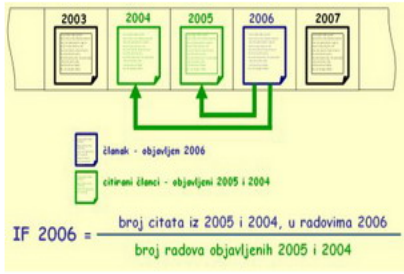 2003 2004 2005 2006 2007
članak - objavljen 2006
citirani članci - objavljeni 2005 i 2004
IF 2006 = broj citata iz 2005 i 2004, u radovima 2006
broj radova objavljenih 2005 i 2004